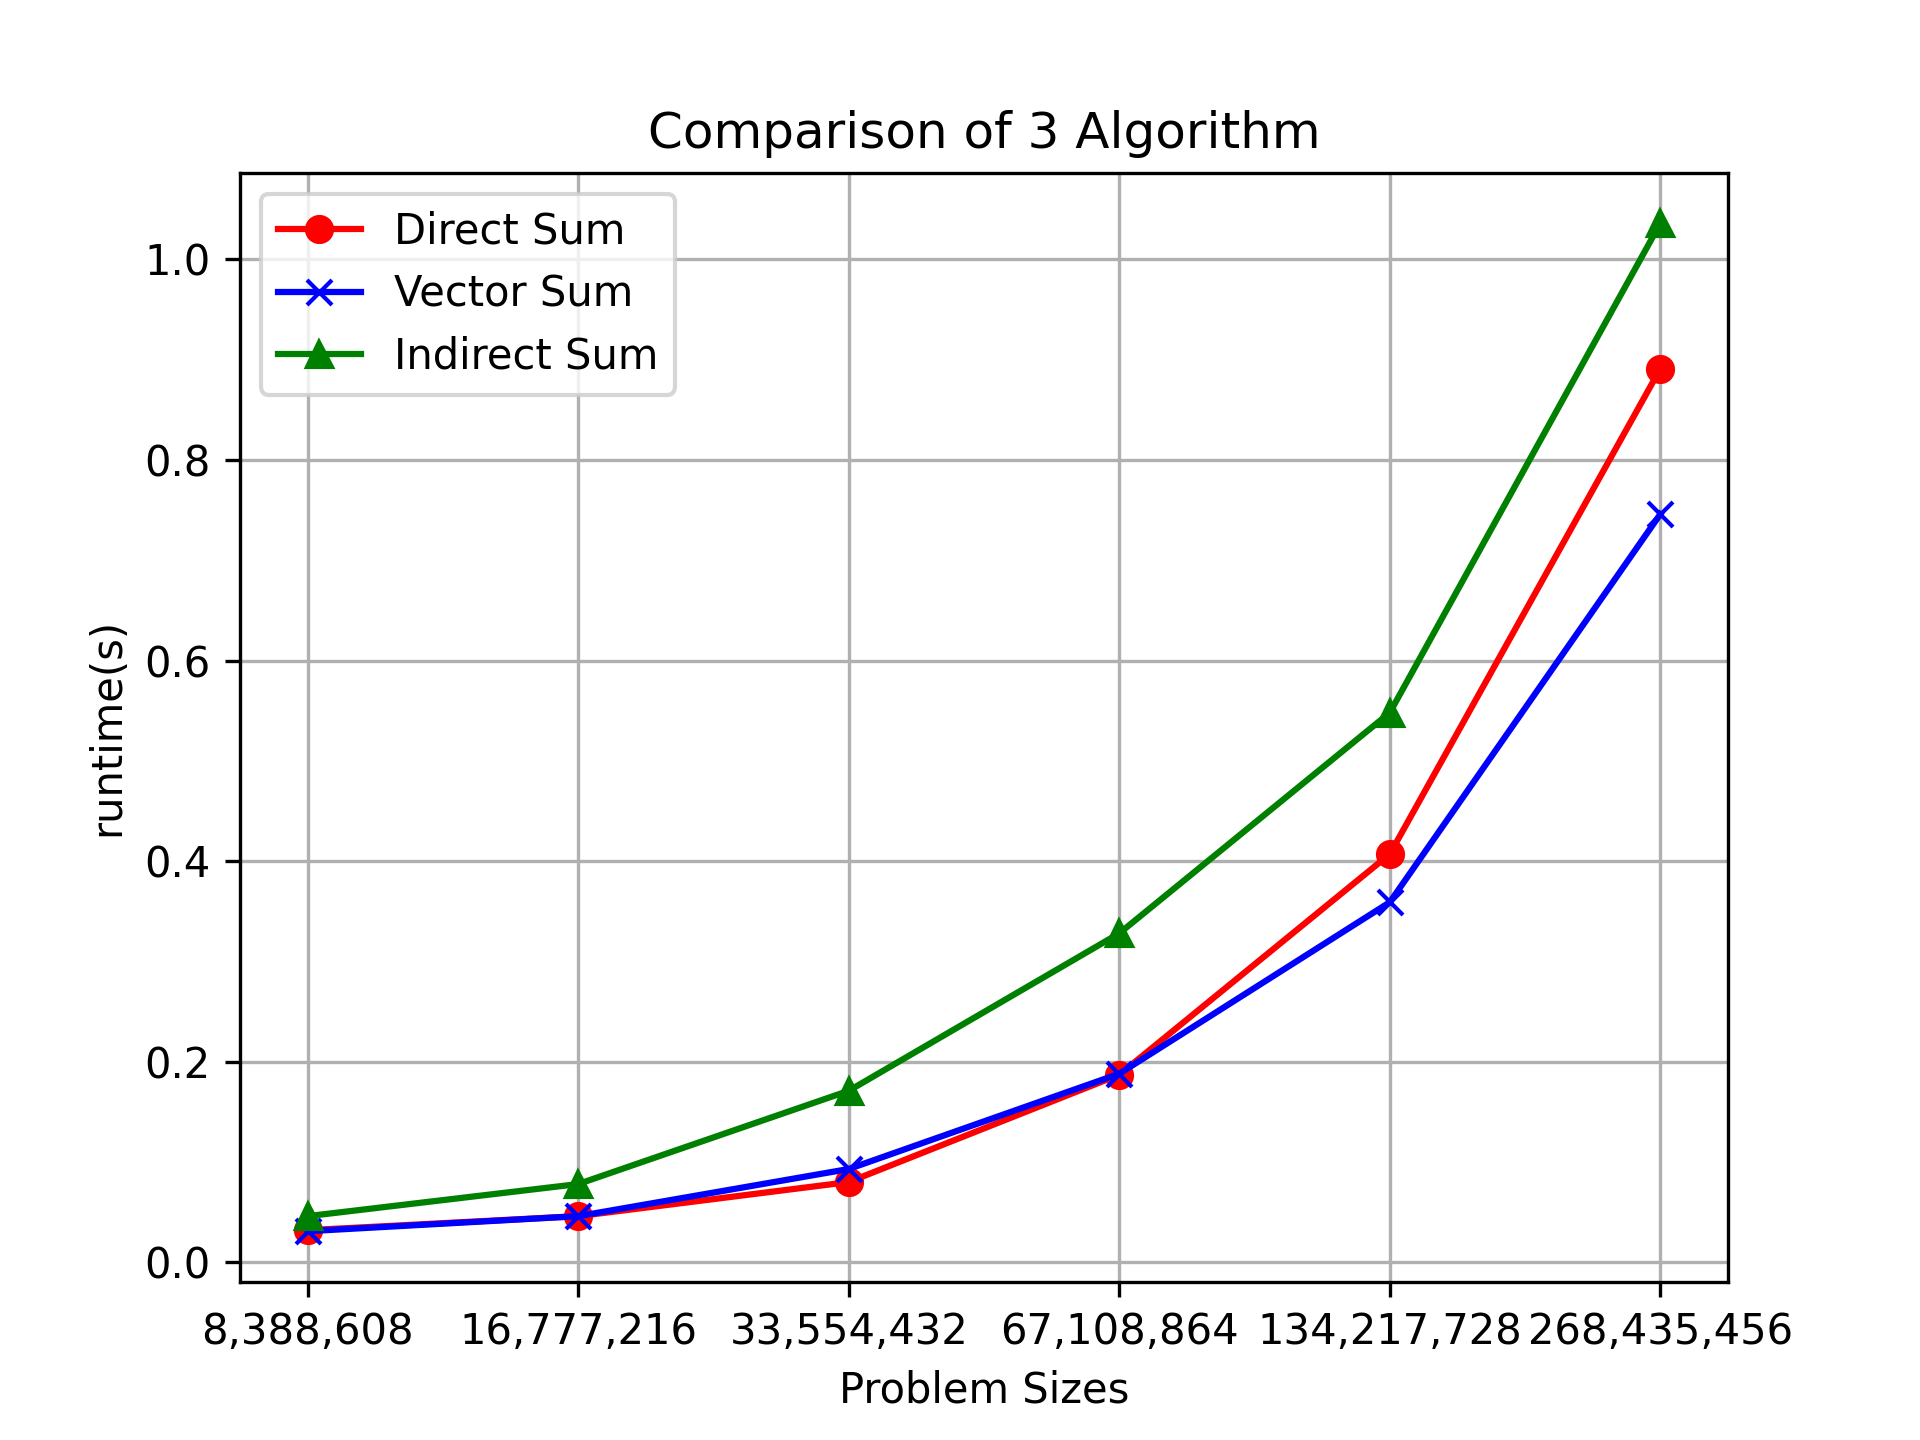 Comparison of 3 Algorithm
Direct Sum
Vector Sum
Indirect Sum
1.0
0.8
0.6
0.4
0.2
0.0
runtime(s)
8,388,608 16,777,216 33,554,432 67,108,864 134,217,728 268,435,456
Problem Sizes